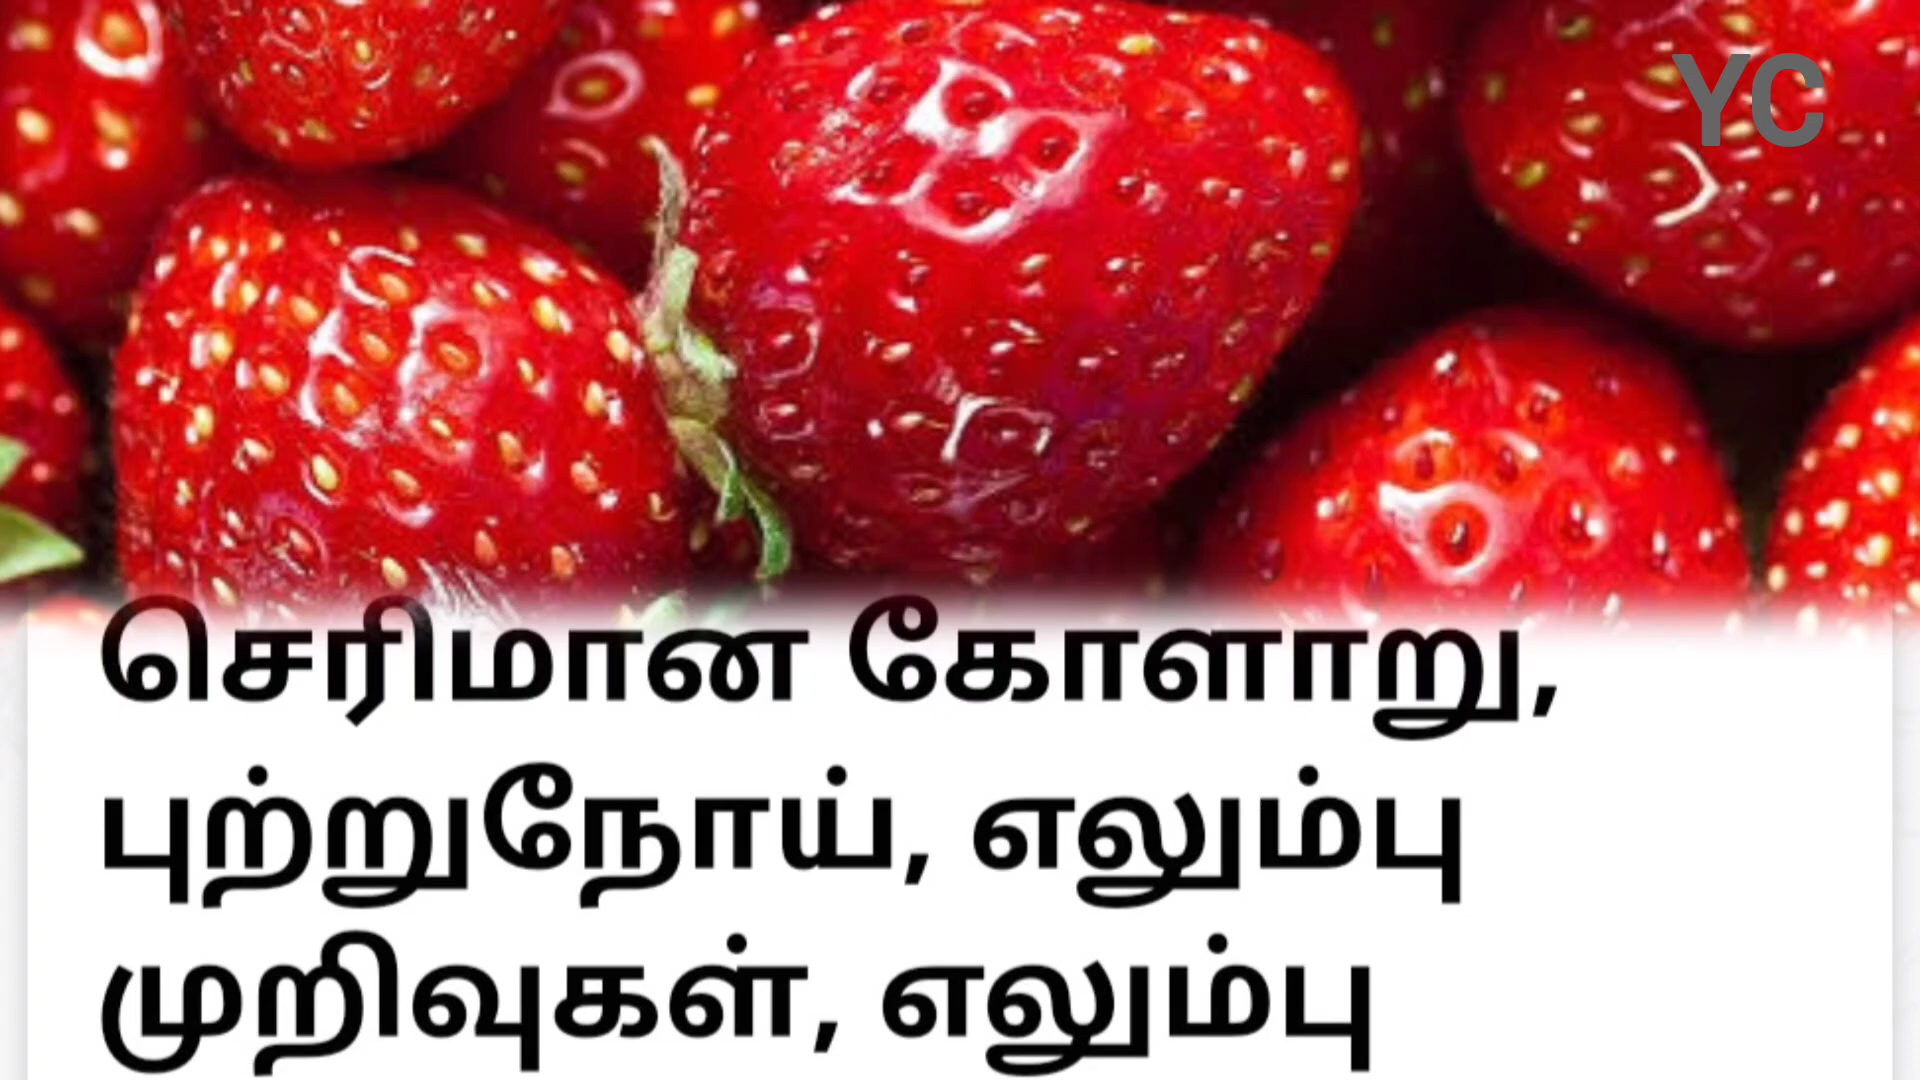 YC
செரிமான கோளாறு,
புற்றுநோய், எலும்பு
முறிவுகள், எலும்பு